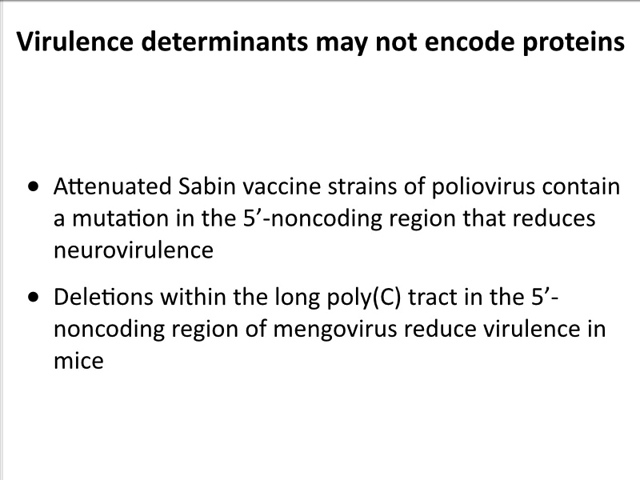 Virulence determinants may not encode proteins
• Attenuated Sabin vaccine strains of poliovirus contain
a mutation in the 5’-noncoding region that reduces
neurovirulence
• Deletions within the long poly(C) tract in the 5’-
noncoding region of mengovirus reduce virulence in
mice